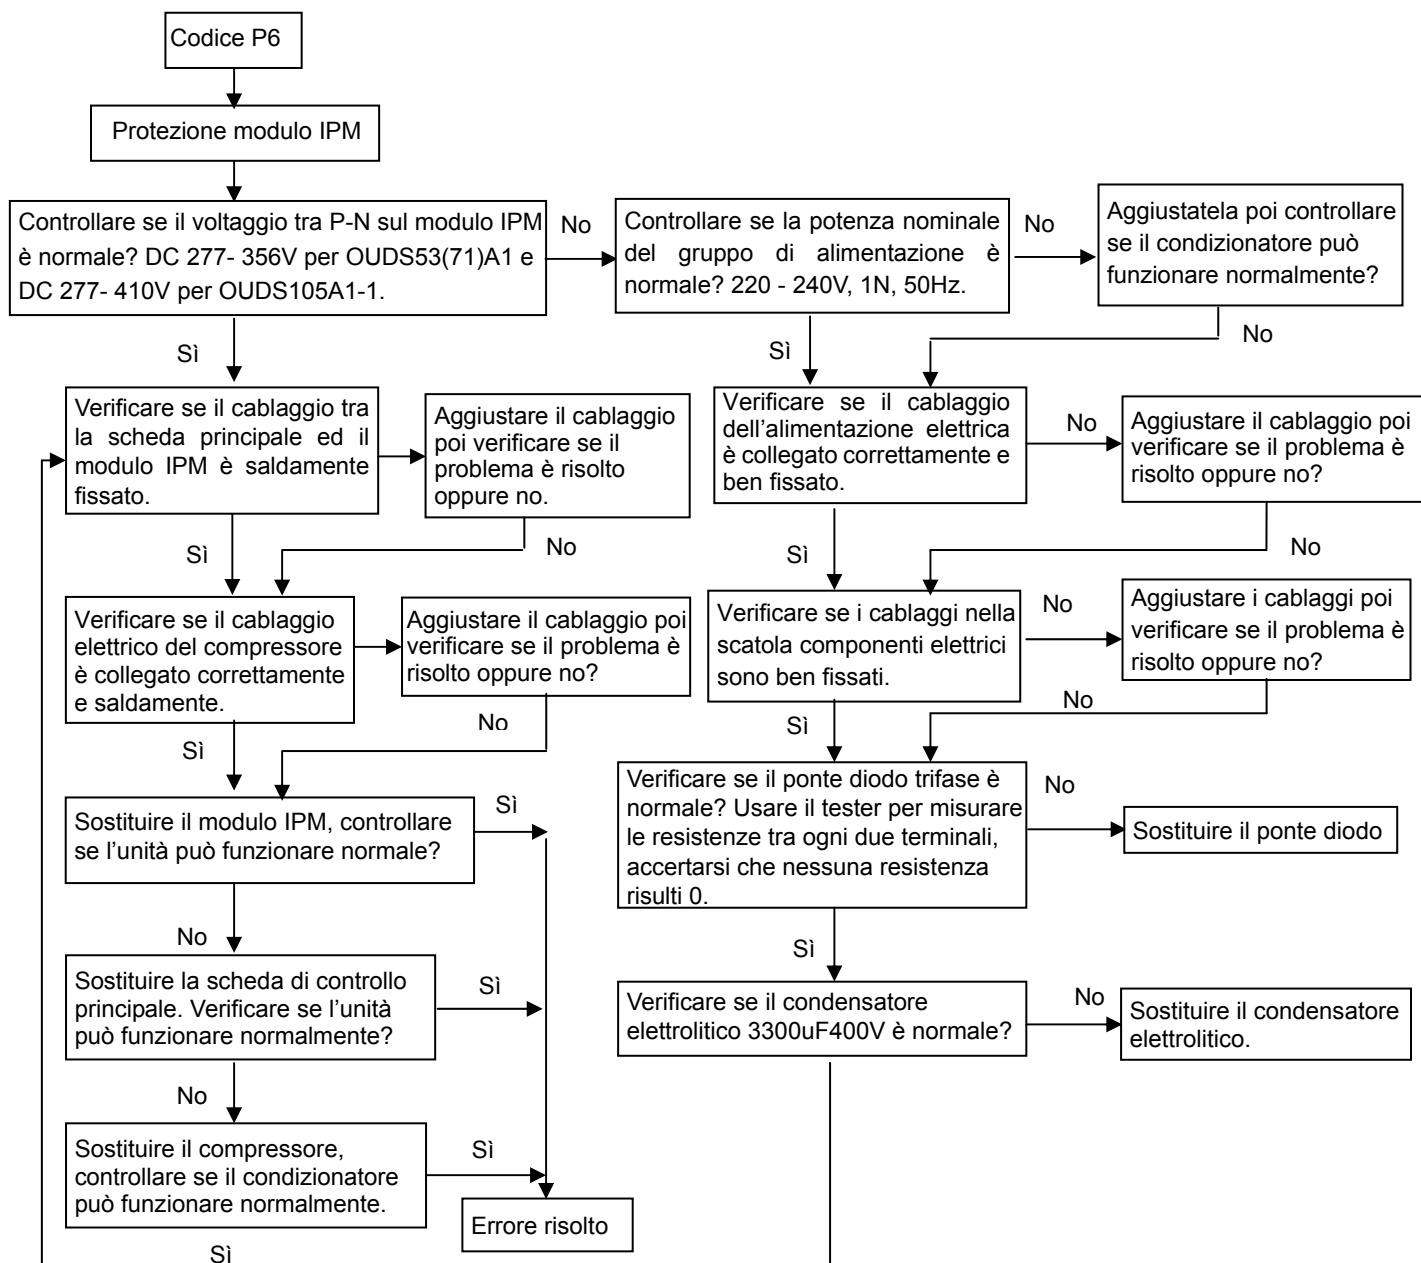 Codice P6
Protezione modulo IPM
Controllare se il voltaggio tra P-N sul modulo IPM
è normale? DC 277- 356V per OUDS53(71)A1 e
DC 277- 410V per OUDS105A1-1.
No
Controllare se la potenza nominale
del gruppo di alimentazione è
normale? 220 - 240V, 1N, 50Hz.
No
Aggiustatela poi controllare
se il condizionatore può
funzionare normalmente?
Sì
Sì
No
Verificare se il cablaggio tra
la scheda principale ed il
modulo IPM è saldamente
fissato.
Aggiustare il cablaggio
poi verificare se il
problema è risolto
oppure no.
Verificare se il cablaggio
dell’alimentazione elettrica
è collegato correttamente e
ben fissato.
No
Aggiustare il cablaggio poi
verificare se il problema è
risolto oppure no?
Sì
No
Sì
No
Verificare se il cablaggio
elettrico del compressore
è collegato correttamente
e saldamente.
Aggiustare il cablaggio poi
verificare se il problema è
risolto oppure no?
Verificare se i cablaggi nella
scatola componenti elettrici
sono ben fissati.
No
Aggiustare i cablaggi poi
verificare se il problema è
risolto oppure no?
Sì
No
Sì
No
Sostituire il modulo IPM, controllare
se l’unità può funzionare normale?
Sì
Verificare se il ponte diodo trifase è
normale? Usare il tester per misurare
le resistenze tra ogni due terminali,
accertarsi che nessuna resistenza
risulti 0.
No
Sostituire il ponte diodo
No
Sì
Sostituire la scheda di controllo
principale. Verificare se l’unità
può funzionare normalmente?
Sì
Verificare se il condensatore
elettrolitico 3300uF400V è normale?
No
Sostituire il condensatore
elettrolitico.
No
Sostituire il compressore,
controllare se il condizionatore
può funzionare normalmente.
Sì
Errore risolto
Sì